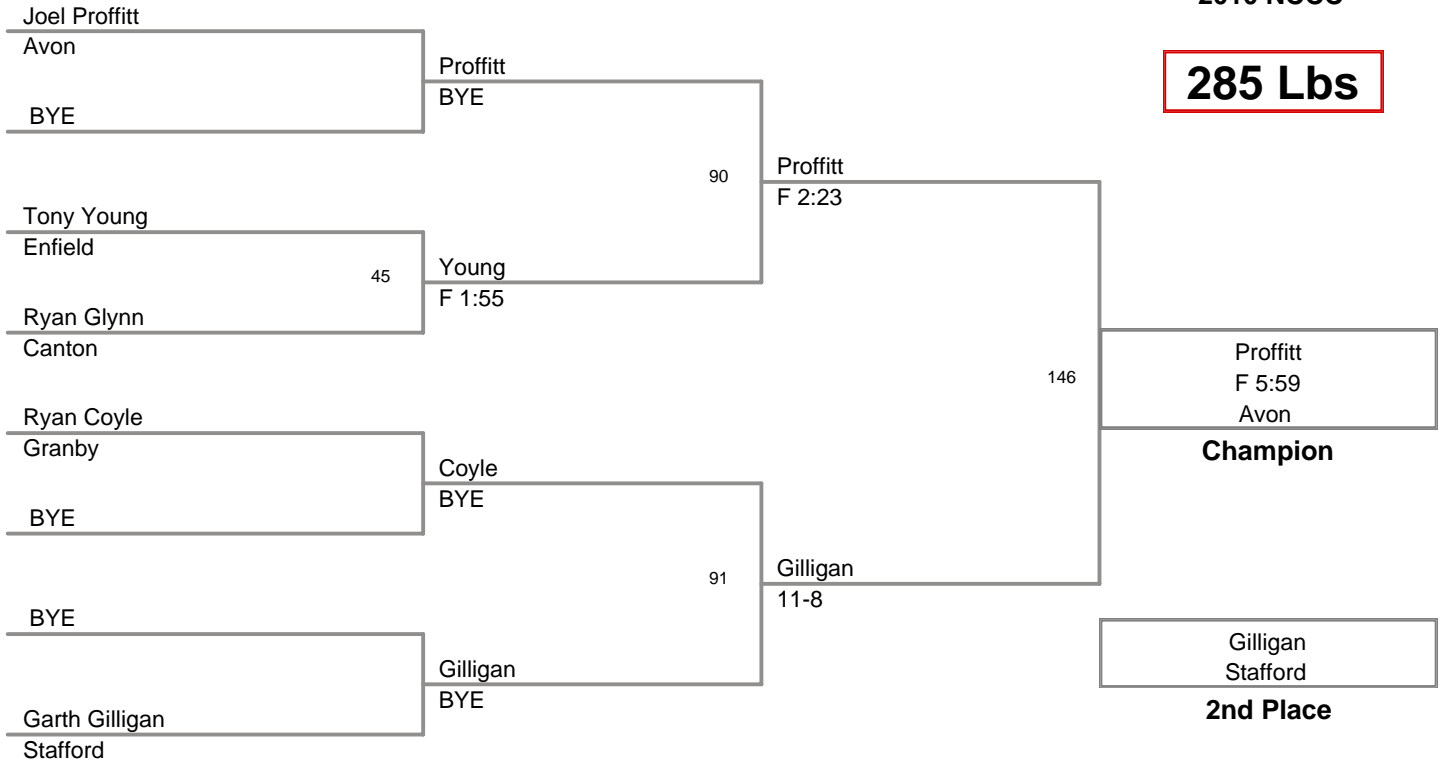 Joel Proffitt
Avon
BYE
Tony Young
Enfield
45
Ryan Glynn
Canton
Ryan Coyle
Granby
BYE
BYE
Garth Gilligan
Stafford
Proffitt
BYE
90
Young
F 1:55
Coyle
BYE
91
Gilligan
BYE
Proffitt
F 2:23
146
Gilligan
11-8
285 Lbs
Proffitt
F 5:59
Avon
Champion
Gilligan
Stafford
2nd Place